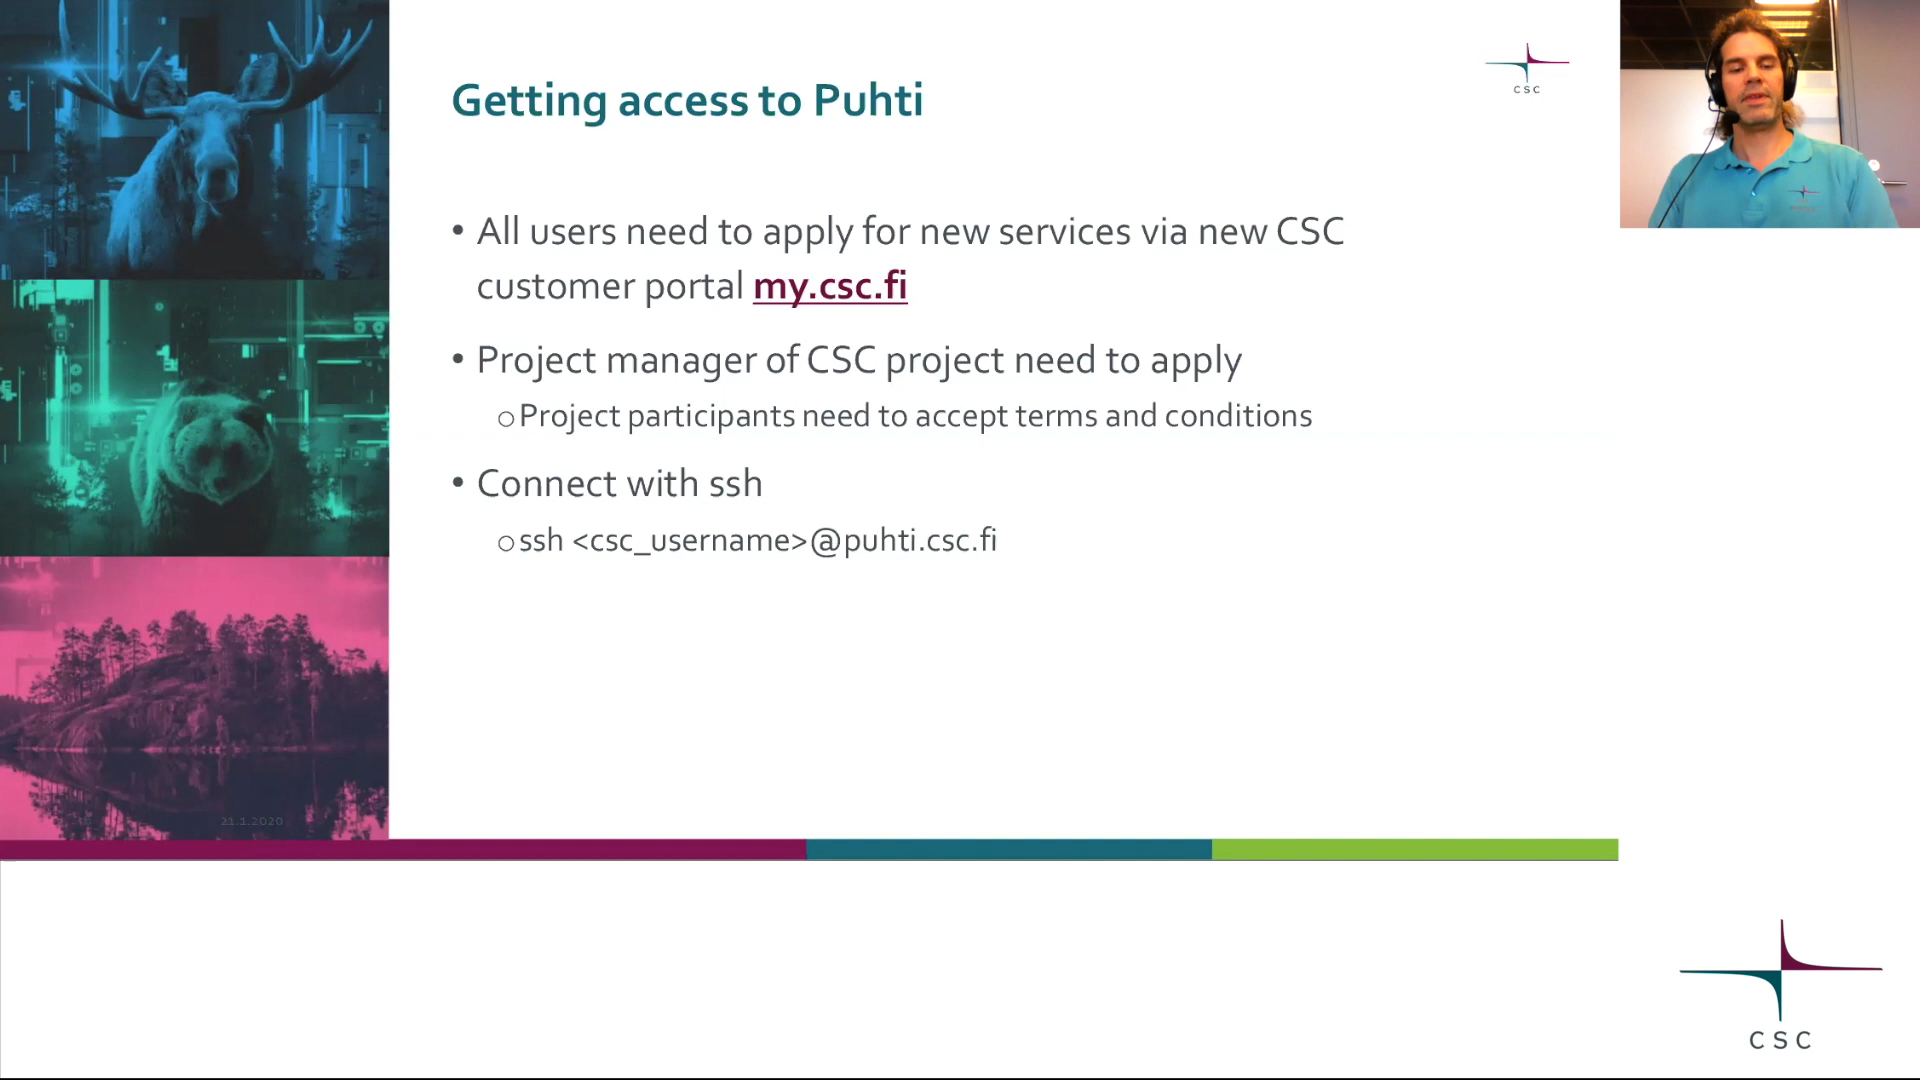 Getting access to Puhti
CSC
• All users need to apply for new services via new CSC
customer portal my.csc.fi
• Project manager of CSC project need to apply
○ Project participants need to accept terms and conditions
• Connect with ssh
○ ssh <csc_username>@puhti.csc.fi
21.1.2020
CSC